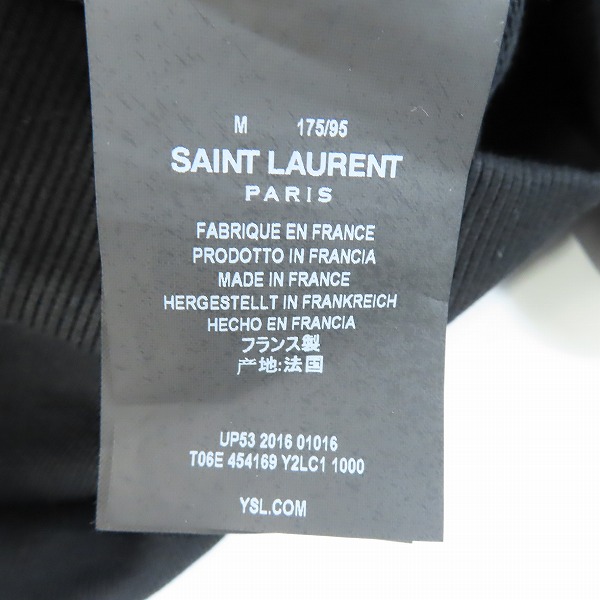 M 175/95
SAINT LAURENT
PARIS
FABRIQUE EN FRANCE
PRODOTTO IN FRANCIA
MADE IN FRANCE
HERGESTELLT IN FRANKREICH
HECHO EN FRANCIA
フランス製
产地:法国
UP53 2016 01016
T06E 454169 Y2LC1 1000
YSL.COM